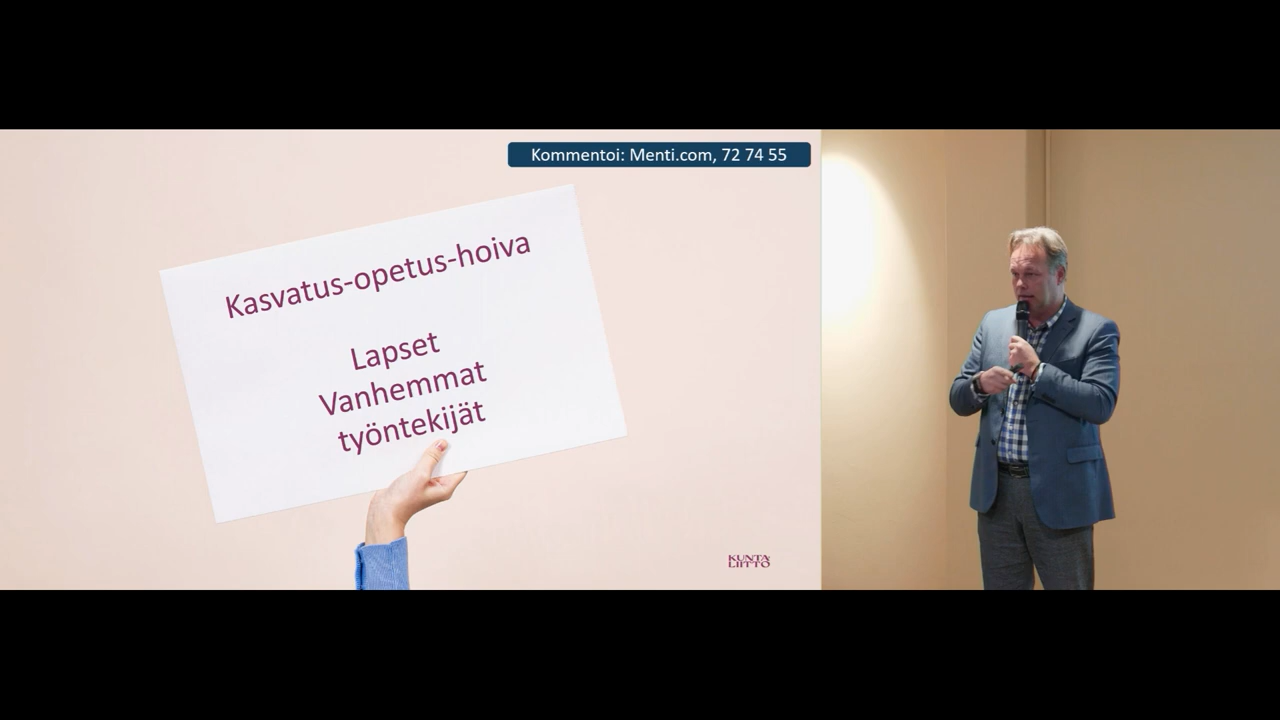 Kommentoi: Menti.com, 72 74 55
Kasvatus-opetus-hoiva
Lapset
Vanhemmat
työntekijät
KUNTA
LIITTO